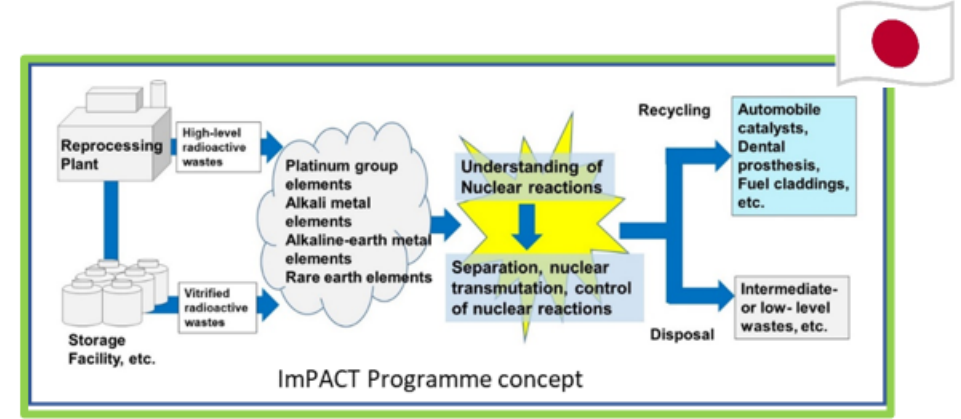 Reprocessing
Plant
High-level
radioactive
wastes
Storage
Facility, etc.
Vitrified
radioactive
wastes
Platinum group
elements
Alkali metal
elements
Alkaline-earth metal
elements
Rare earth elements
Understanding of
Nuclear reactions
Separation, nuclear
transmutation, control
of nuclear reactions
Recycling
Automobile
catalysts,
Dental
prosthesis,
Fuel claddings,
etc.
Disposal
Intermediate-
or low- level
wastes, etc.
ImPACT Programme concept